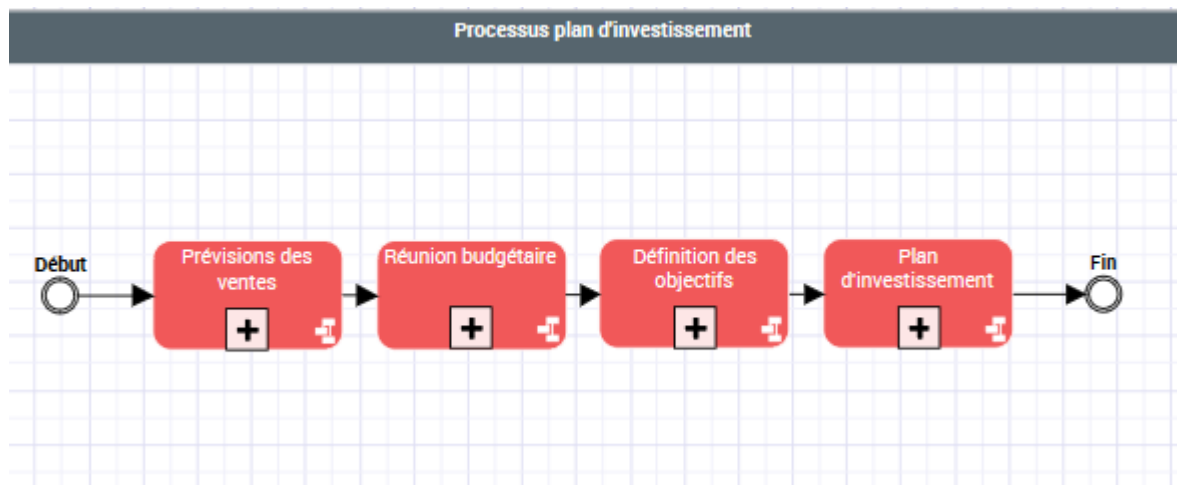 Processus plan d'investissement
Début
Prévisions des
ventes
Réunion budgétaire
Définition des
objectifs
Plan
d'investissement
Fin